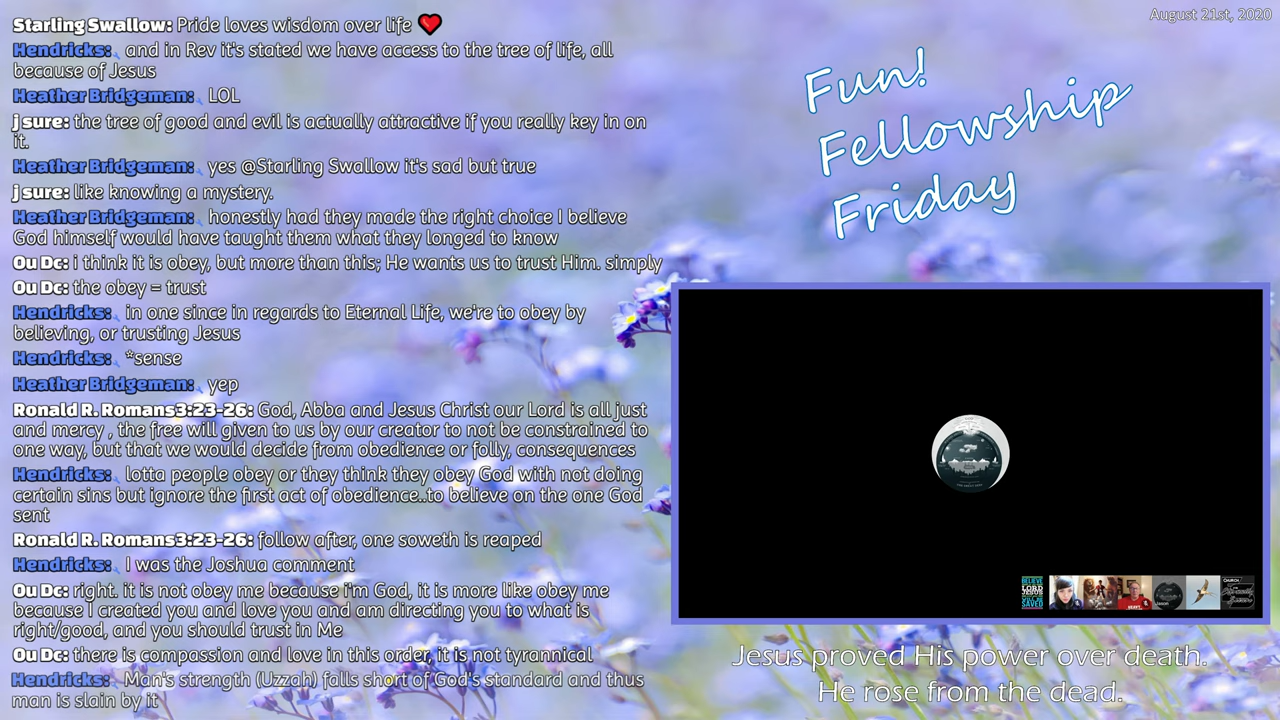 Starling Swallow: Pride loves wisdom over life
Hendricks: and in Rev it's stated we have access to the tree of life, all
because of Jesus
Heather Bridgeman: LOL
j sure: the tree of good and evil is actually attractive if you really key in on
it.
Heather Bridgeman: yes @Starling Swallow it's sad but true
j sure: like knowing a mystery.
Heather Bridgeman: honestly had they made the right choice I believe
God himself would have taught them what they longed to know
Ou Dc: i think it is obey, but more than this; He wants us to trust Him. simply
Ou Dc: the obey = trust
Hendricks: in one since in regards to Eternal Life, we're to obey by
believing, or trusting Jesus
Hendricks: *sense
Heather Bridgeman: yep
Ronald R. Romans3:23-26: God, Abba and Jesus Christ our Lord is all just
and mercy , the free will given to us by our creator to not be constrained to
one way, but that we would decide from obedience or folly, consequences
Hendricks: lotta people obey or they think they obey God with not doing
certain sins but ignore the first act of obedience..to believe on the one God
sent
Ronald R. Romans3:23-26: follow after, one soweth is reaped
Hendricks: I was the Joshua comment
Ou Dc: right. it is not obey me because i'm God, it is more like obey me
because I created you and love you and am directing you to what is
right/good, and you should trust in Me
Ou Dc: there is compassion and love in this order, it is not tyrannical
Hendricks: Man's strength (Uzzah) falls short of God's standard and thus
man is slain by it
August 21st, 2020
Fun!
Fellowship
Friday
BELIEVE
LORD
JESUS
SAVED
Jason
CHURCH
Jesus proved His power over death.
He rose from the dead.